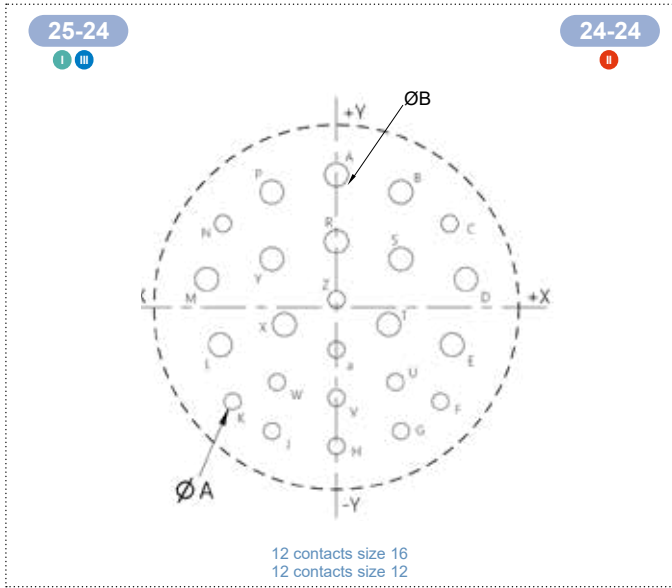 25-24
I III
24-24
II
ØB
+Y
A
P
B
N
R
C
S
Y
Z
M
D
+X
X
T
L
a
E
W
U
K
V
F
J
H
G
ØA
-Y
12 contacts size 16
12 contacts size 12